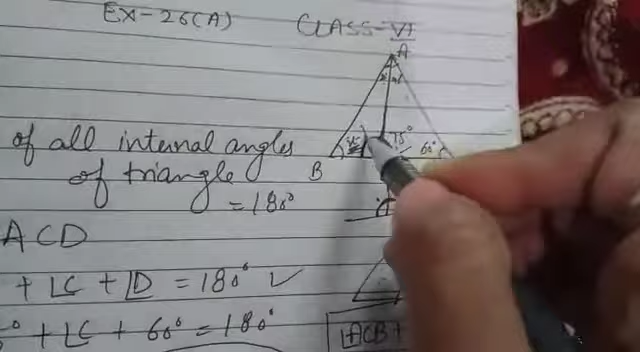 EX-26(A) CLASS-VI
A
75° 60°
of all internal angles
B
of triangle
= 180°
ACD
+ ∠C + ∠D = 180° ✓
+ ∠C + 60° = 180°
∠ACB +